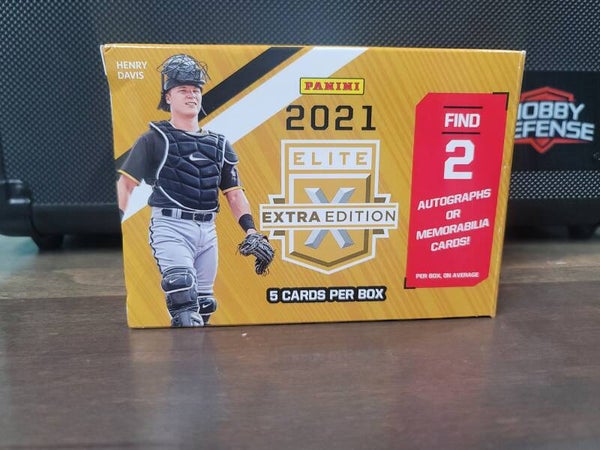 HENRY
DAVIS
PANINI
2021
ELITE
X
EXTRA EDITION
5 CARDS PER BOX
FIND
2
AUTOGRAPHS
OR
MEMORABILIA
CARDS!
PER BOX, ON AVERAGE
HOBBY
DEFENSE